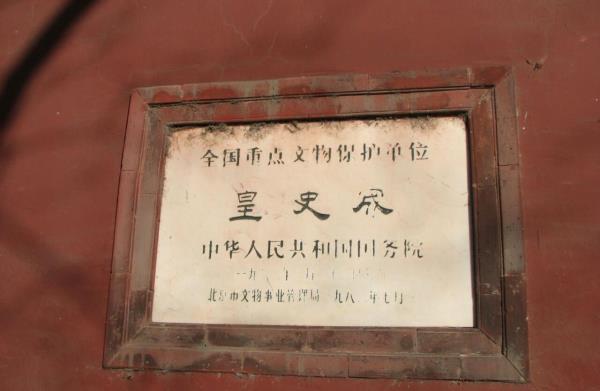 全国重点文物保护单位
皇史宬
中华人民共和国国务院
一九
北京市文物事业管理局一九八 年七月